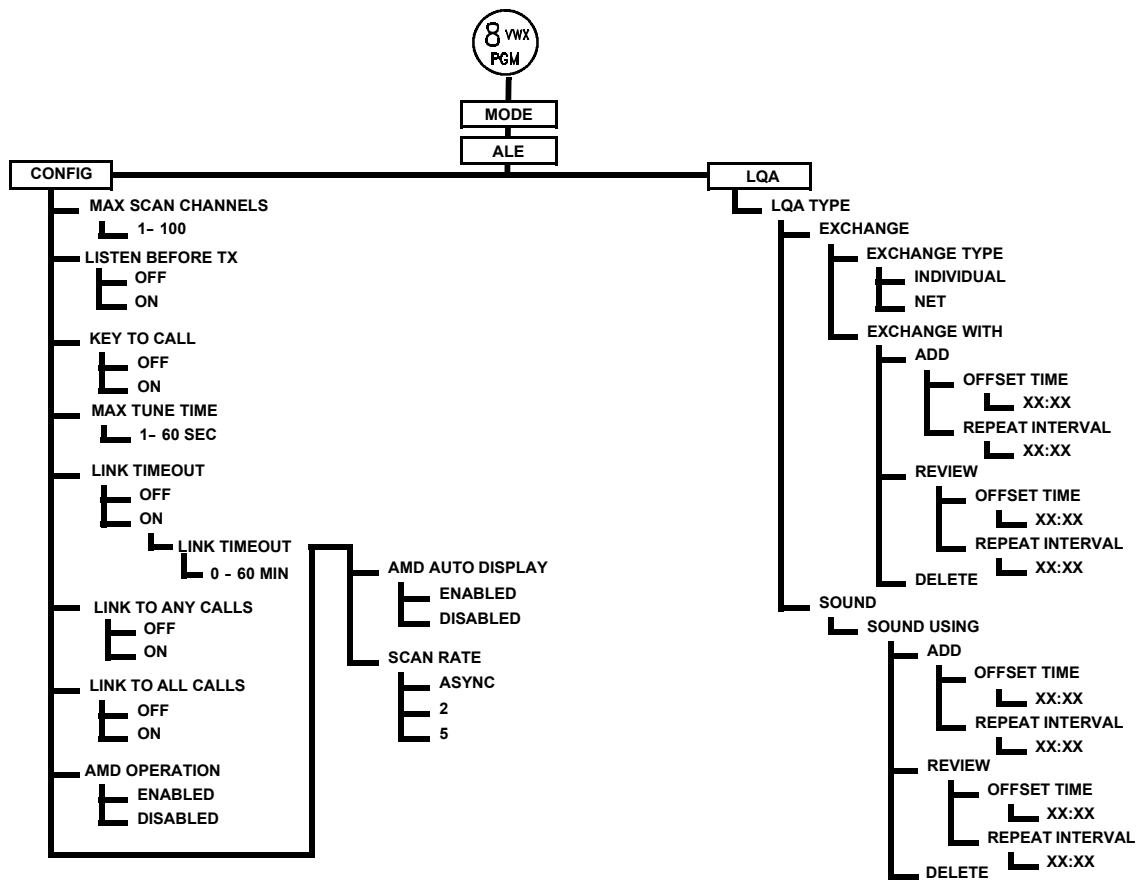 8 VWX
PGM
MODE
ALE
CONFIG
MAX SCAN CHANNELS
1- 100
LISTEN BEFORE TX
OFF
ON
KEY TO CALL
OFF
ON
MAX TUNE TIME
1- 60 SEC
LINK TIMEOUT
OFF
ON
LINK TIMEOUT
0 - 60 MIN
LINK TO ANY CALLS
OFF
ON
LINK TO ALL CALLS
OFF
ON
AMD OPERATION
ENABLED
DISABLED
AMD AUTO DISPLAY
ENABLED
DISABLED
SCAN RATE
ASYNC
2
5
LQA
LQA TYPE
EXCHANGE
EXCHANGE TYPE
INDIVIDUAL
NET
EXCHANGE WITH
ADD
OFFSET TIME
XX:XX
REPEAT INTERVAL
XX:XX
REVIEW
OFFSET TIME
XX:XX
REPEAT INTERVAL
XX:XX
DELETE
SOUND
SOUND USING
ADD
OFFSET TIME
XX:XX
REPEAT INTERVAL
XX:XX
REVIEW
OFFSET TIME
XX:XX
REPEAT INTERVAL
XX:XX
DELETE